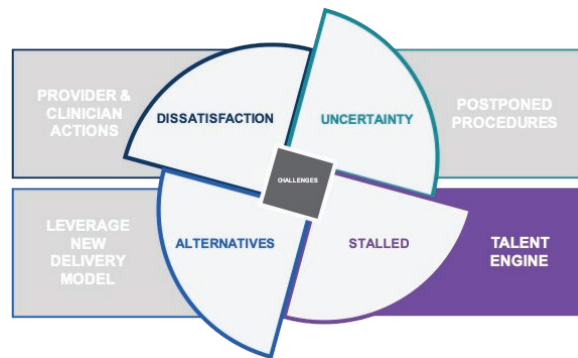 PROVIDER &
CLINICIAN
ACTIONS
DISSATISFACTION
UNCERTAINTY
POSTPONED
PROCEDURES
CHALLENGES
LEVERAGE
NEW
DELIVERY
MODEL
ALTERNATIVES
STALLED
TALENT
ENGINE